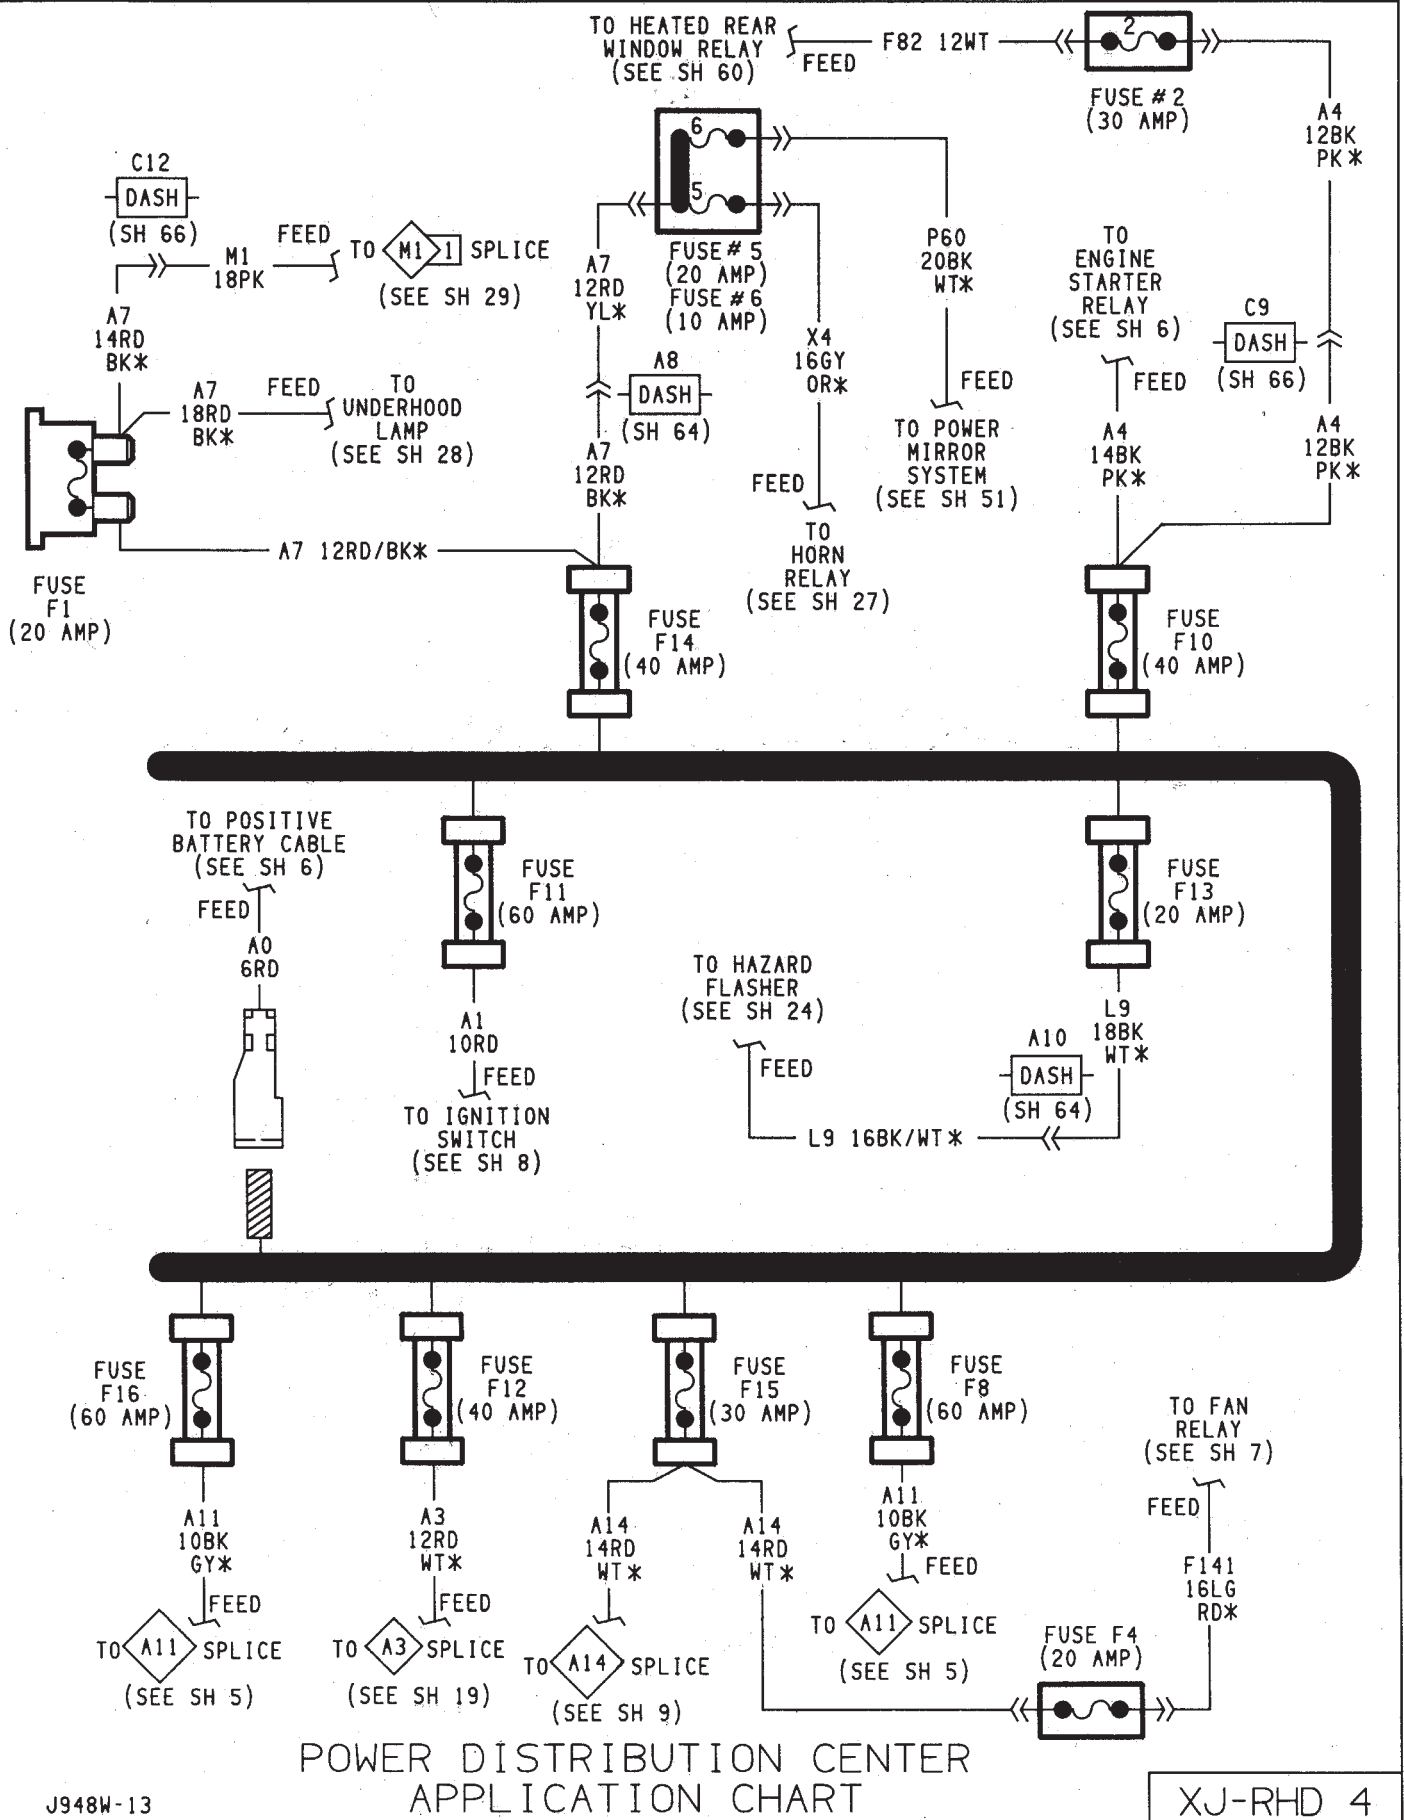 TO HEATED REAR
WINDOW RELAY
(SEE SH 60)
FEED
F82 12WT
2
FUSE # 2
(30 AMP)
A4
12BK
PK*
C12
DASH
(SH 66)
M1
18PK
FEED
TO M1 1 SPLICE
(SEE SH 29)
A7
14RD
BK*
A7
18RD
BK*
FEED
TO
UNDERHOOD
LAMP
(SEE SH 28)
FUSE
F1
(20 AMP)
A7 12RD/BK*
6
5
FUSE # 5
(20 AMP)
FUSE # 6
(10 AMP)
A7
12RD
YL*
A8
DASH
(SH 64)
A7
12RD
BK*
X4
16GY
OR*
FEED
TO
HORN
RELAY
(SEE SH 27)
P60
20BK
WT*
FEED
TO POWER
MIRROR
SYSTEM
(SEE SH 51)
TO
ENGINE
STARTER
RELAY
(SEE SH 6)
FEED
A4
14BK
PK*
C9
DASH
(SH 66)
A4
12BK
PK*
FUSE
F14
(40 AMP)
FUSE
F10
(40 AMP)
TO POSITIVE
BATTERY CABLE
(SEE SH 6)
FEED
A0
6RD
FUSE
F11
(60 AMP)
A1
10RD
FEED
TO IGNITION
SWITCH
(SEE SH 8)
TO HAZARD
FLASHER
(SEE SH 24)
FEED
L9 16BK/WT*
A10
DASH
(SH 64)
FUSE
F13
(20 AMP)
L9
18BK
WT*
FUSE
F16
(60 AMP)
A11
10BK
GY*
FEED
TO A11 SPLICE
(SEE SH 5)
FUSE
F12
(40 AMP)
A3
12RD
WT*
FEED
TO A3 SPLICE
(SEE SH 19)
FUSE
F15
(30 AMP)
A14
14RD
WT*
TO A14 SPLICE
(SEE SH 9)
A14
14RD
WT*
FUSE
F8
(60 AMP)
A11
10BK
GY*
FEED
TO A11 SPLICE
(SEE SH 5)
TO FAN
RELAY
(SEE SH 7)
FEED
F141
16LG
RD*
FUSE F4
(20 AMP)
POWER DISTRIBUTION CENTER
APPLICATION CHART
J948W-13
XJ-RHD 4